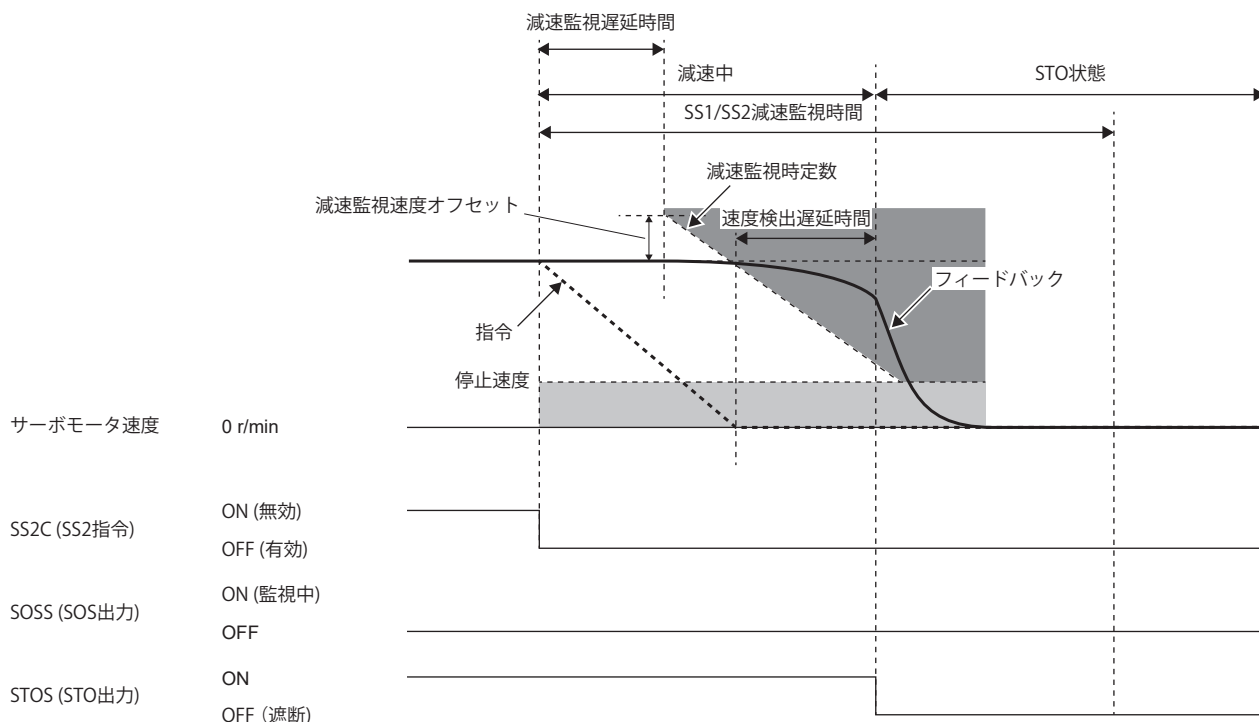 減速監視遅延時間
減速中
STO状態
SS1/SS2減速監視時間
減速監視時定数
減速監視速度オフセット
速度検出遅延時間
フィードバック
指令
停止速度
サーボモータ速度 0 r/min
SS2C (SS2指令)
ON (無効)
OFF (有効)
SOSS (SOS出力)
ON (監視中)
OFF
STOS (STO出力)
ON
OFF (遮断)